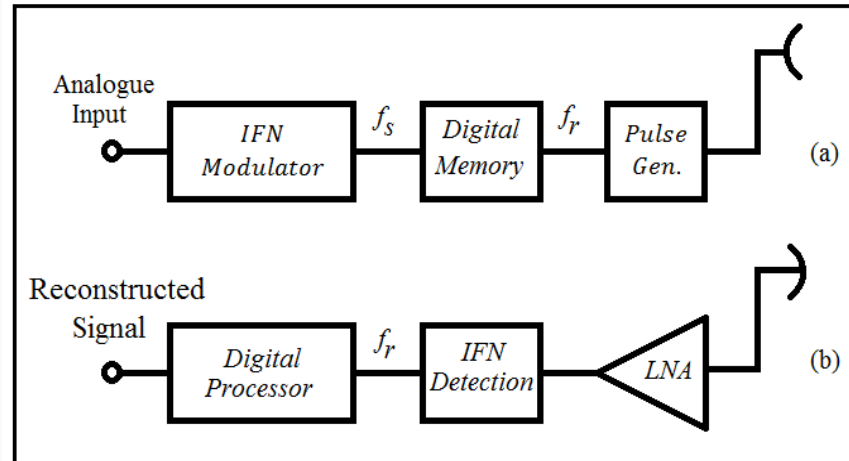 Analogue
Input
IFN
Modulator
f_s
Digital
Memory
f_r
Pulse
Gen.
(a)
Reconstructed
Signal
Digital
Processor
f_r
IFN
Detection
LNA
(b)